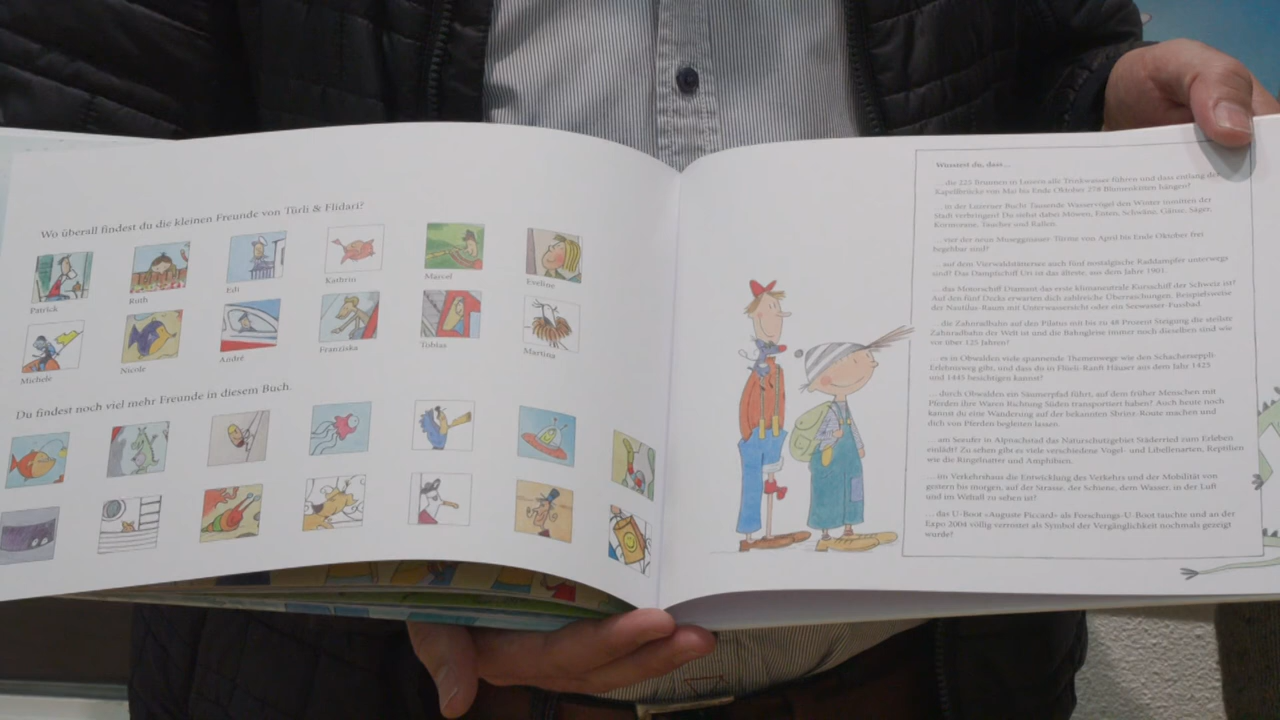 Wo überall findest du die kleinen Freunde von Türli & Flidari?
Patrick
Ruth
Edi
Kathrin
Marcel
Eveline
Michele
Nicole
André
Franziska
Tobias
Martina
Du findest noch viel mehr Freunde in diesem Buch.
Wusstest du, dass...
... die 225 Brunnen in Luzern alle Trinkwasser führen und dass entlang der
Kapellbrücke von Mai bis Ende Oktober 278 Blumenkisten hängen?
... in der Luzerner Bucht Tausende Wasservögel den Winter inmitten der
Stadt verbringen? Du siehst dabei Möwen, Enten, Schwäne, Gänse, Säger,
Kormorane, Taucher und Rallen.
... vier der neun Museggmauer-Türme von April bis Ende Oktober frei
begehbar sind?
... auf dem Vierwaldstättersee auch fünf nostalgische Raddampfer unterwegs
sind? Das Dampfschiff Uri ist das älteste, aus dem Jahre 1901.
... das Motorschiff Diamant das erste klimaneutrale Kursschiff der Schweiz ist?
Auf den fünf Decks erwarten dich zahlreiche Überraschungen. Beispielsweise
der Nautilus-Raum mit Unterwassersicht oder ein Seewasser-Fussbad.
... die Zahnradbahn auf den Pilatus mit bis zu 48 Prozent Steigung die steilste
Zahnradbahn der Welt ist und die Bahngleise immer noch dieselben sind wie
vor über 125 Jahren?
... es in Obwalden viele spannende Themenwege wie den Schacherseppli-
Erlebnisweg gibt, und dass du in Flüeli-Ranft Häuser aus dem Jahr 1423
und 1445 besichtigen kannst?
... durch Obwalden ein Säumerpfad führt, auf dem früher Menschen mit
Pferden ihre Waren Richtung Süden transportiert haben? Auch heute noch
kannst du eine Wanderung auf der bekannten Sbrinz-Route machen und
dich von Pferden begleiten lassen.
... am Seeufer in Alpnachstad das Naturschutzgebiet Städerried zum Erleben
einlädt? Zu sehen gibt es viele verschiedene Vogel- und Libellenarten, Reptilien
wie die Ringelnatter und Amphibien.
... im Verkehrshaus die Entwicklung des Verkehrs und der Mobilität von
gestern bis morgen, auf der Strasse, der Schiene, dem Wasser, in der Luft
und im Weltall zu sehen ist?
... das U-Boot «Auguste Piccard» als Forschungs-U-Boot tauchte und an der
Expo 2004 völlig verrostet als Symbol der Vergänglichkeit nochmals gezeigt
wurde?